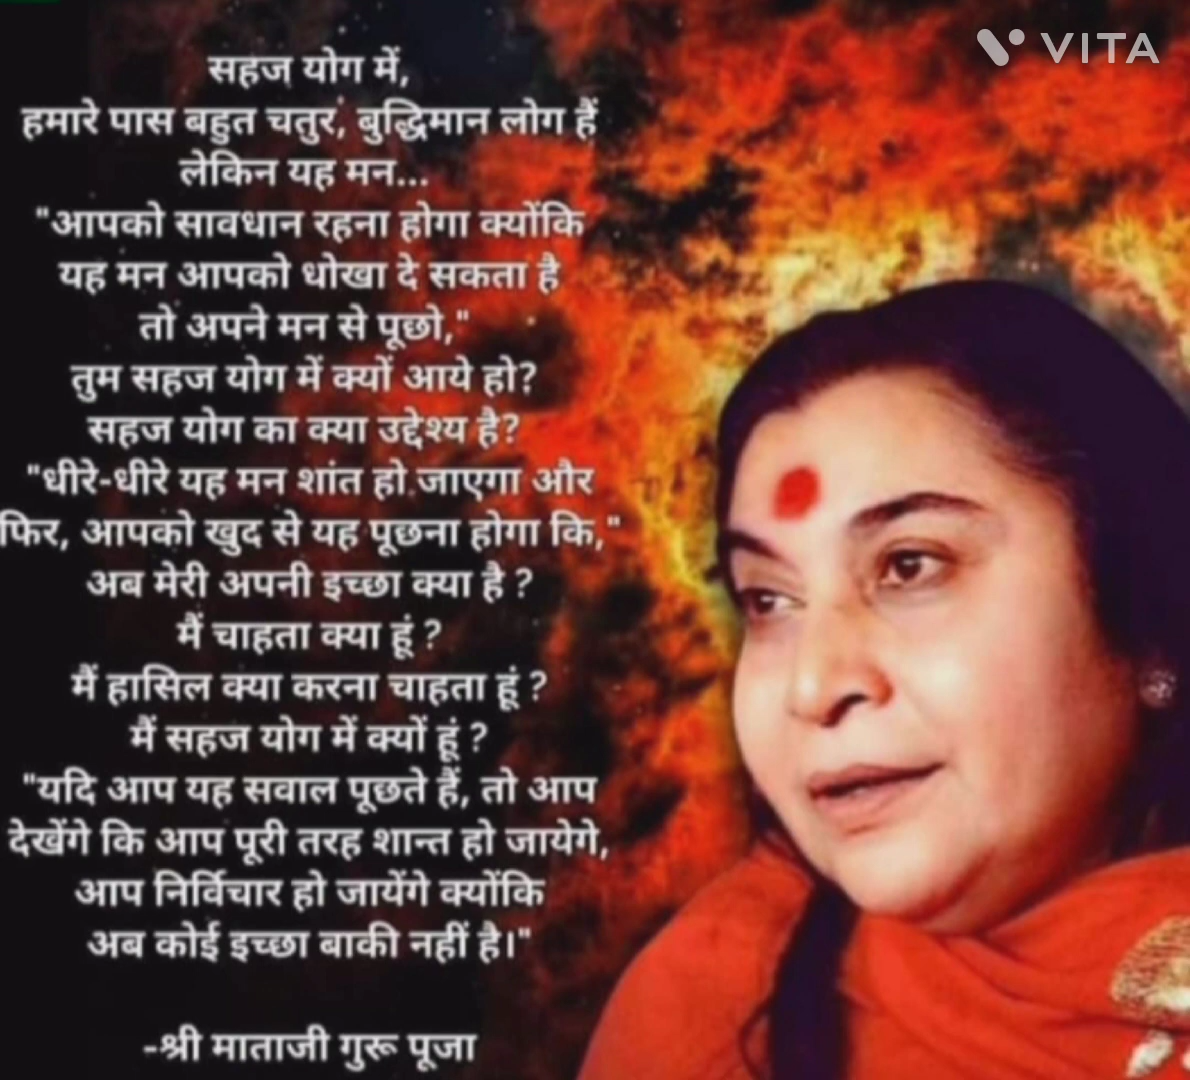 VITA
सहज योग में,
हमारे पास बहुत चतुर, बुद्धिमान लोग हैं
लेकिन यह मन...
"आपको सावधान रहना होगा क्योंकि
यह मन आपको धोखा दे सकता है
तो अपने मन से पूछो,"
तुम सहज योग में क्यों आये हो?
सहज योग का क्या उद्देश्य है?
"धीरे-धीरे यह मन शांत हो जाएगा और
फिर, आपको खुद से यह पूछना होगा कि,"
अब मेरी अपनी इच्छा क्या है ?
मैं चाहता क्या हूं ?
मैं हासिल क्या करना चाहता हूं ?
मैं सहज योग में क्यों हूं ?
"यदि आप यह सवाल पूछते हैं, तो आप
देखेंगे कि आप पूरी तरह शान्त हो जायेगे,
आप निर्विचार हो जायेंगे क्योंकि
अब कोई इच्छा बाकी नहीं है।"
-श्री माताजी गुरू पूजा